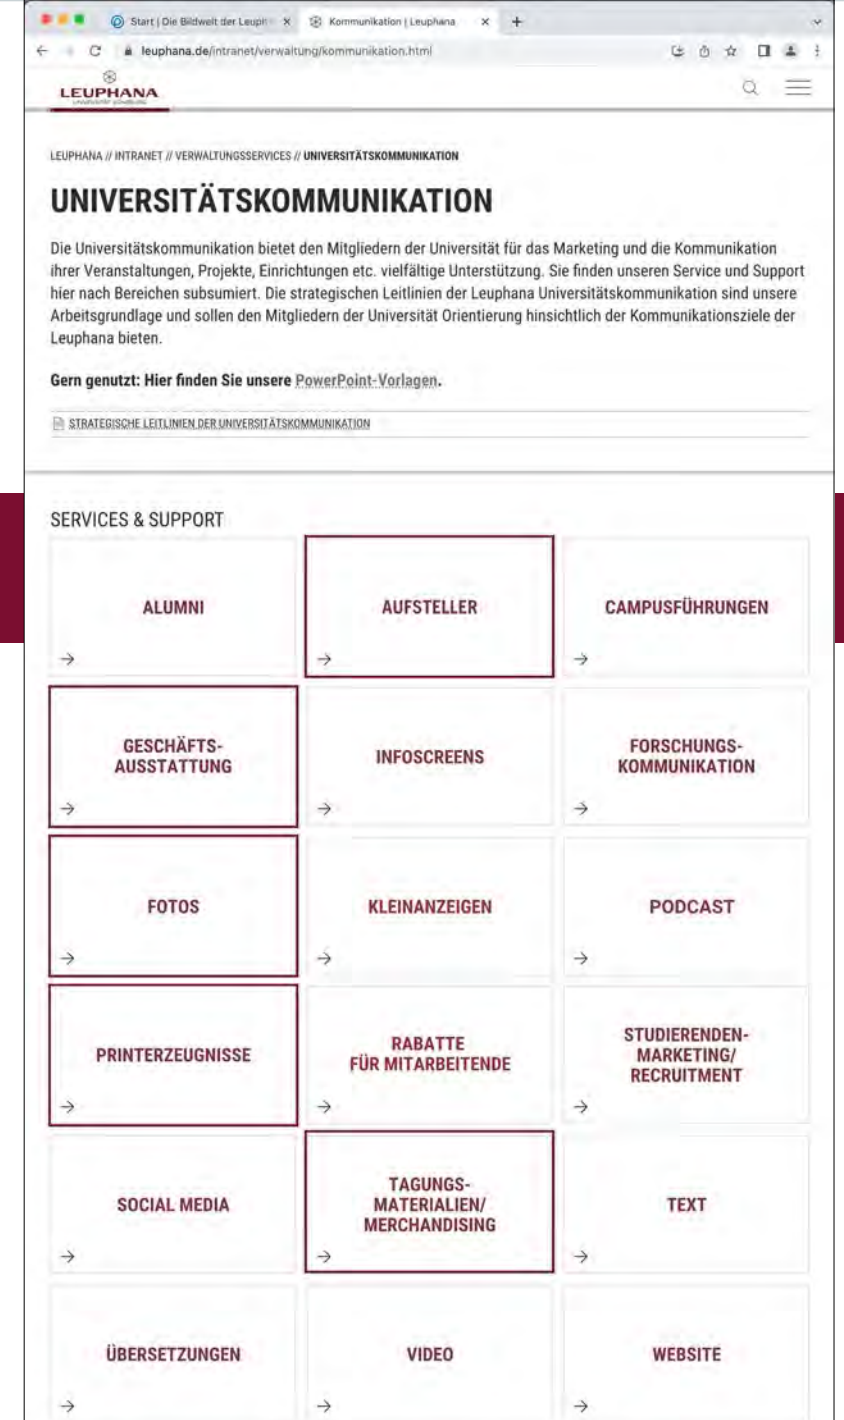 Start | Die Bildwelt der Leuph
Kommunikation | Leuphana
leuphana.de/intranet/verwaltung/kommunikation.html
LEUPHANA
LEUPHANA // INTRANET // VERWALTUNGSSERVICES // UNIVERSITÄTSKOMMUNIKATION
UNIVERSITÄTSKOMMUNIKATION
Die Universitätskommunikation bietet den Mitgliedern der Universität für das Marketing und die Kommunikation
ihrer Veranstaltungen, Projekte, Einrichtungen etc. vielfältige Unterstützung. Sie finden unseren Service und Support
hier nach Bereichen subsumiert. Die strategischen Leitlinien der Leuphana Universitätskommunikation sind unsere
Arbeitsgrundlage und sollen den Mitgliedern der Universität Orientierung hinsichtlich der Kommunikationsziele der
Leuphana bieten.
Gern genutzt: Hier finden Sie unsere PowerPoint-Vorlagen.
STRATEGISCHE LEITLINIEN DER UNIVERSITÄTSKOMMUNIKATION
SERVICES & SUPPORT
ALUMNI
AUFSTELLER
CAMPUSFÜHRUNGEN
GESCHÄFTS-
AUSSTATTUNG
INFOSCREENS
FORSCHUNGS-
KOMMUNIKATION
FOTOS
KLEINANZEIGEN
PODCAST
PRINTERZEUGNISSE
RABATTE
FÜR MITARBEITENDE
STUDIERENDEN-
MARKETING/
RECRUITMENT
SOCIAL MEDIA
TAGUNGS-
MATERIALIEN/
MERCHANDISING
TEXT
ÜBERSETZUNGEN
VIDEO
WEBSITE